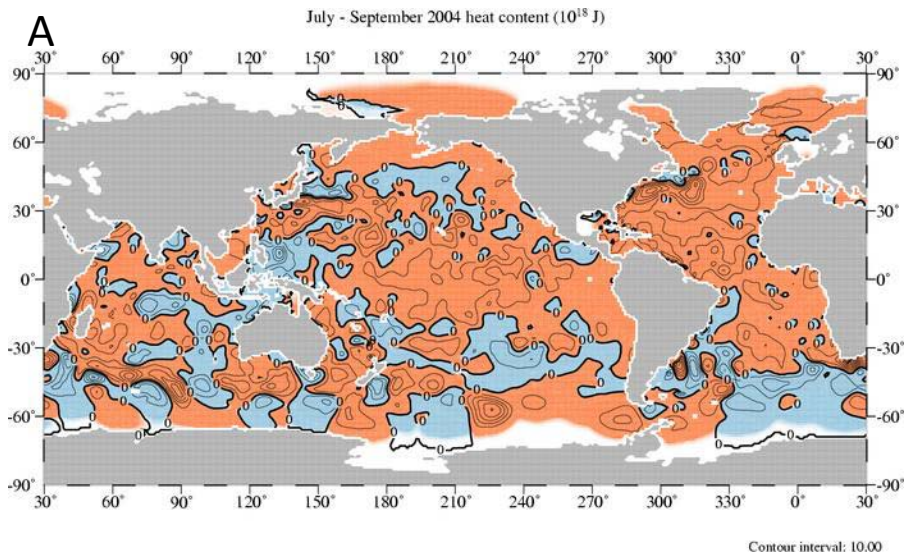 A
July - September 2004 heat content (10¹⁸ J)
30° 60° 90° 120° 150° 180° 210° 240° 270° 300° 330° 0° 30°
90° 90°
60° 60°
30° 30°
0° 0°
-30° -30°
-60° -60°
-90° -90°
30° 60° 90° 120° 150° 180° 210° 240° 270° 300° 330° 0° 30°
Contour interval: 10.00